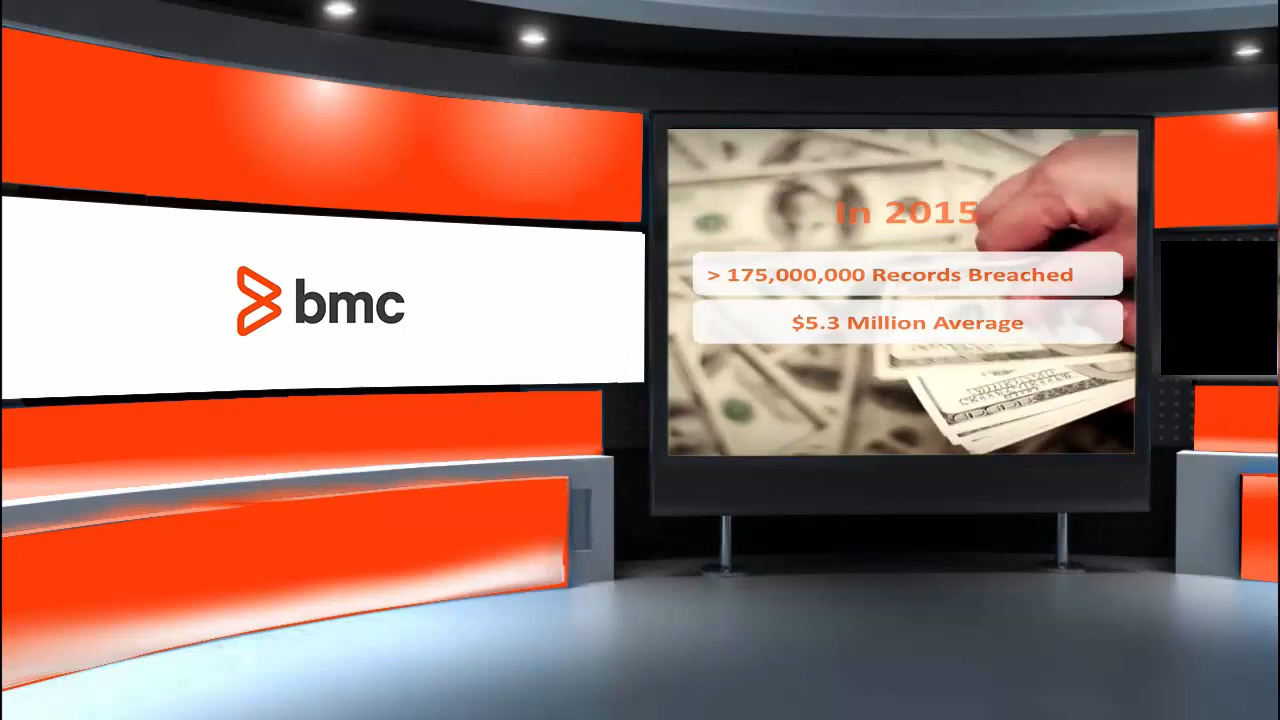 bmc
In 2015
> 175,000,000 Records Breached
$5.3 Million Average